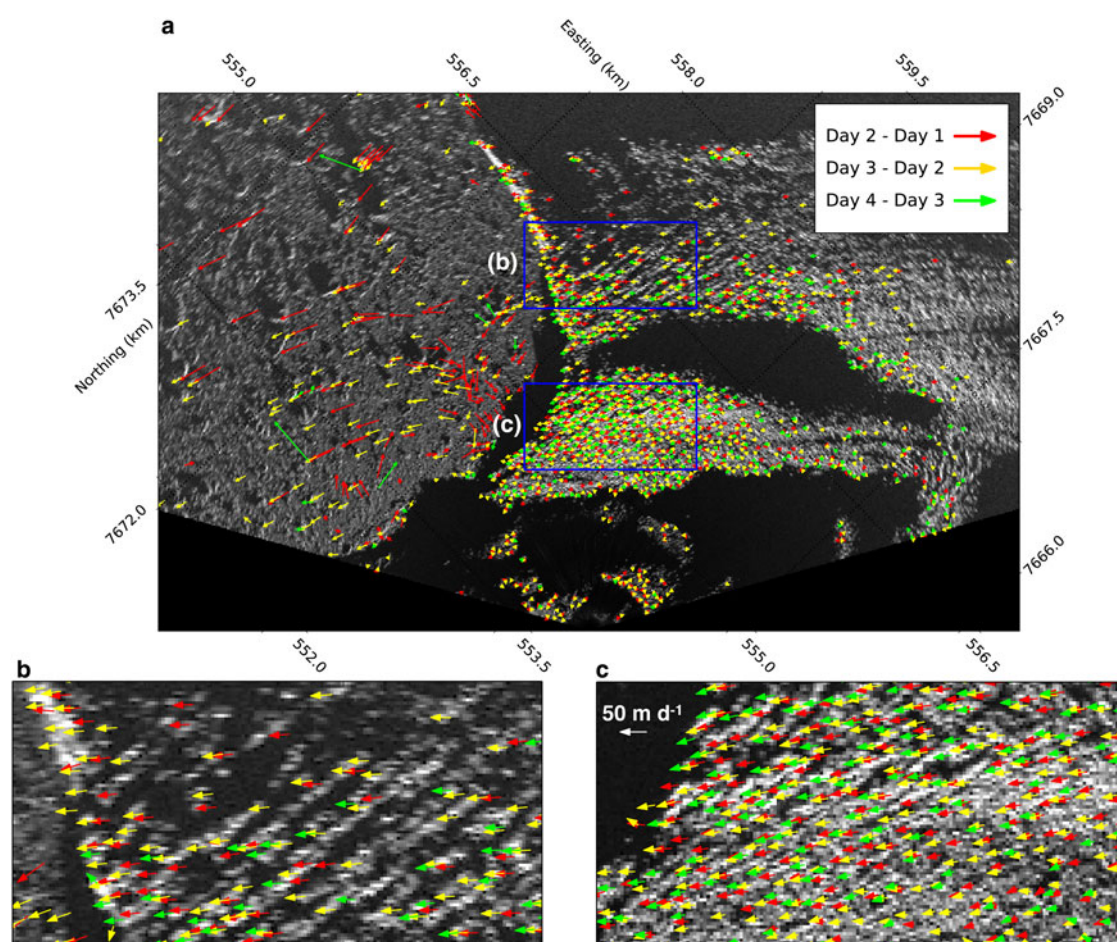 a
Easting (km)
555.0
556.5
558.0
559.5
7669.0
Day 2 - Day 1
Day 3 - Day 2
Day 4 - Day 3
(b)
7673.5
Northing (km)
7667.5
(c)
7672.0
7666.0
552.0
553.5
555.0
556.5
b
c
50 m d-1